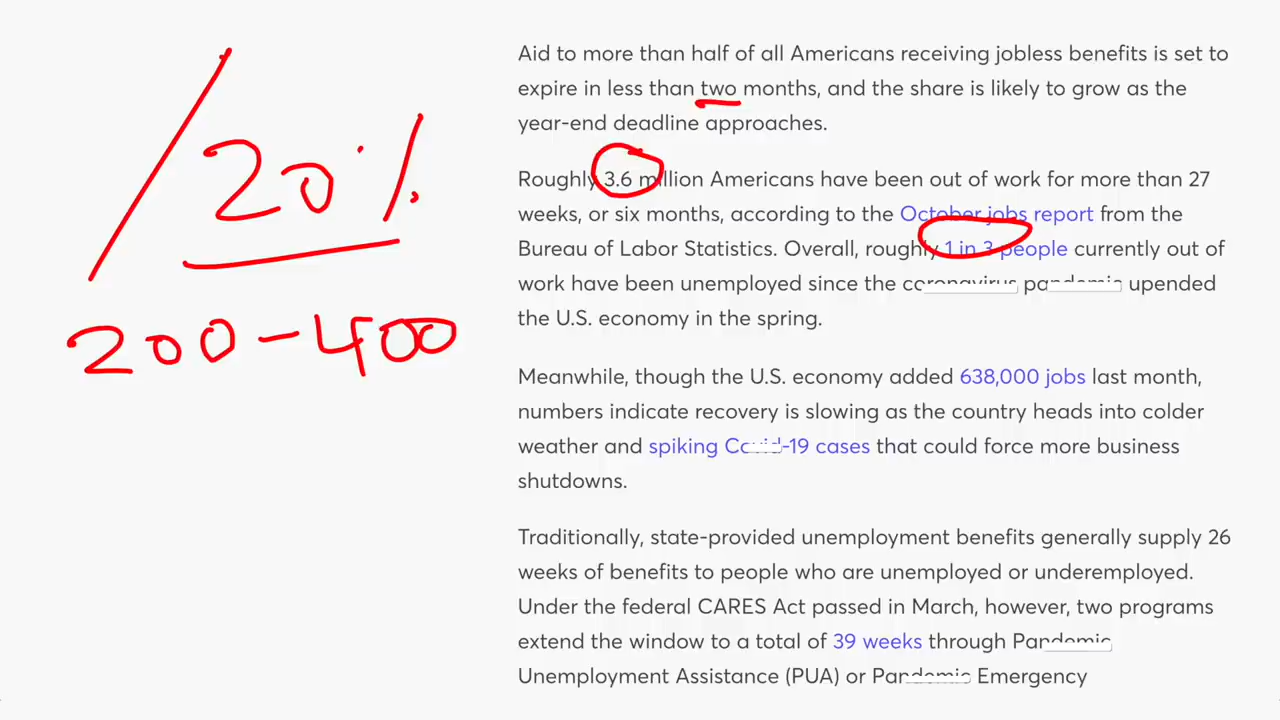 20%
200-400
Aid to more than half of all Americans receiving jobless benefits is set to
expire in less than two months, and the share is likely to grow as the
year-end deadline approaches.
Roughly 3.6 million Americans have been out of work for more than 27
weeks, or six months, according to the October jobs report from the
Bureau of Labor Statistics. Overall, roughly 1 in 3 people currently out of
work have been unemployed since the coronavirus pandemic upended
the U.S. economy in the spring.
Meanwhile, though the U.S. economy added 638,000 jobs last month,
numbers indicate recovery is slowing as the country heads into colder
weather and spiking Covid-19 cases that could force more business
shutdowns.
Traditionally, state-provided unemployment benefits generally supply 26
weeks of benefits to people who are unemployed or underemployed.
Under the federal CARES Act passed in March, however, two programs
extend the window to a total of 39 weeks through Pandemic
Unemployment Assistance (PUA) or Pandemic Emergency